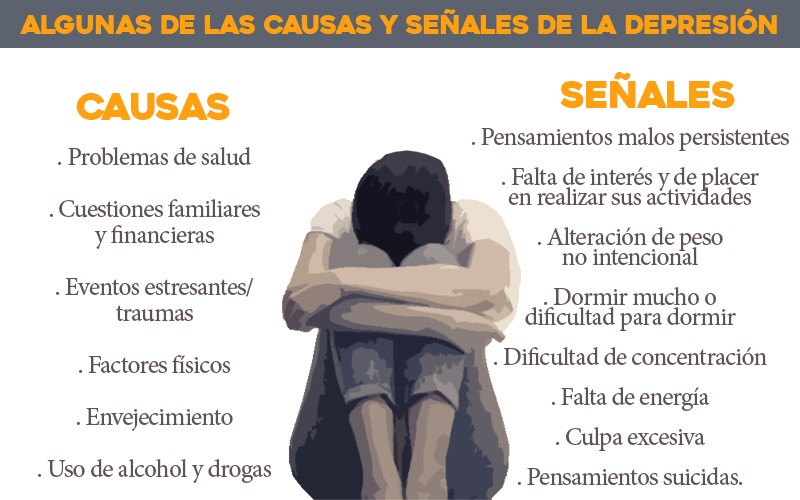 ALGUNAS DE LAS CAUSAS Y SEÑALES DE LA DEPRESIÓN
CAUSAS
. Problemas de salud
. Cuestiones familiares
y financieras
. Eventos estresantes/
traumas
. Factores físicos
. Envejecimiento
. Uso de alcohol y drogas
SEÑALES
. Pensamientos malos persistentes
. Falta de interés y de placer
en realizar sus actividades
. Alteración de peso
no intencional
. Dormir mucho o
dificultad para dormir
. Dificultad de concentración
. Falta de energía
. Culpa excesiva
. Pensamientos suicidas.